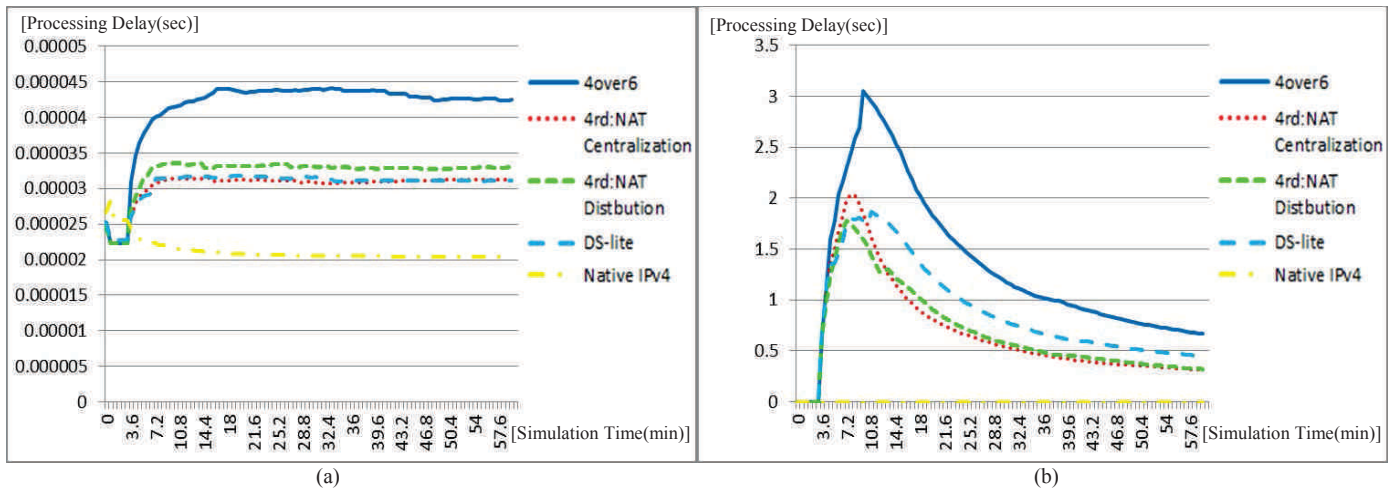 [Processing Delay(sec)]
0.00005
0.000045
0.00004
0.000035
0.00003
0.000025
0.00002
0.000015
0.00001
0.000005
0
0
3.6
7.2
10.8
14.4
18
21.6
25.2
28.8
32.4
36
39.6
43.2
46.8
50.4
54
57.6
[Simulation Time(min)]
4over6
4rd:NAT
Centralization
4rd:NAT
Distbution
DS-lite
Native IPv4
(a)
[Processing Delay(sec)]
3.5
3
2.5
2
1.5
1
0.5
0
0
3.6
7.2
10.8
14.4
18
21.6
25.2
28.8
32.4
36
39.6
43.2
46.8
50.4
54
57.6
[Simulation Time(min)]
4over6
4rd:NAT
Centralization
4rd:NAT
Distbution
DS-lite
Native IPv4
(b)